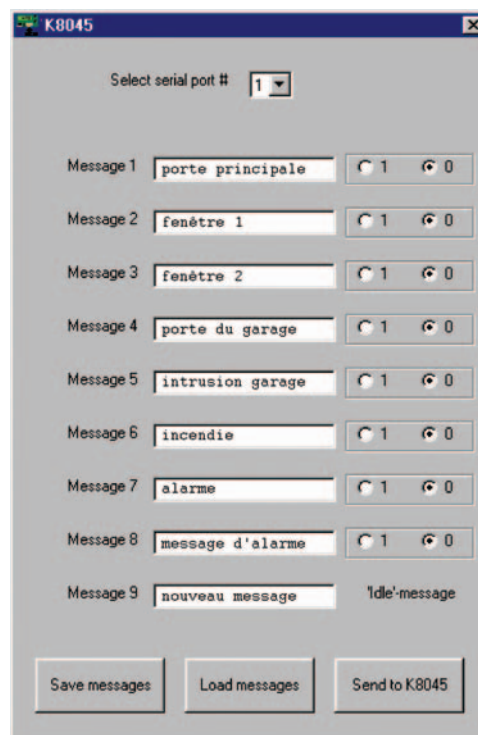 K8045
Select serial port # 1
Message 1 porte principale 1 0
Message 2 fenêtre 1 1 0
Message 3 fenêtre 2 1 0
Message 4 porte du garage 1 0
Message 5 intrusion garage 1 0
Message 6 incendie 1 0
Message 7 alarme 1 0
Message 8 message d'alarme 1 0
Message 9 nouveau message 'Idle'-message
Save messages Load messages Send to K8045